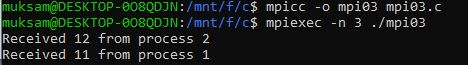 muksam@DESKTOP-0O8QDJN:/mnt/f/c$ mpicc -o mpi03 mpi03.c
muksam@DESKTOP-0O8QDJN:/mnt/f/c$ mpiexec -n 3 ./mpi03
Received 12 from process 2
Received 11 from process 1